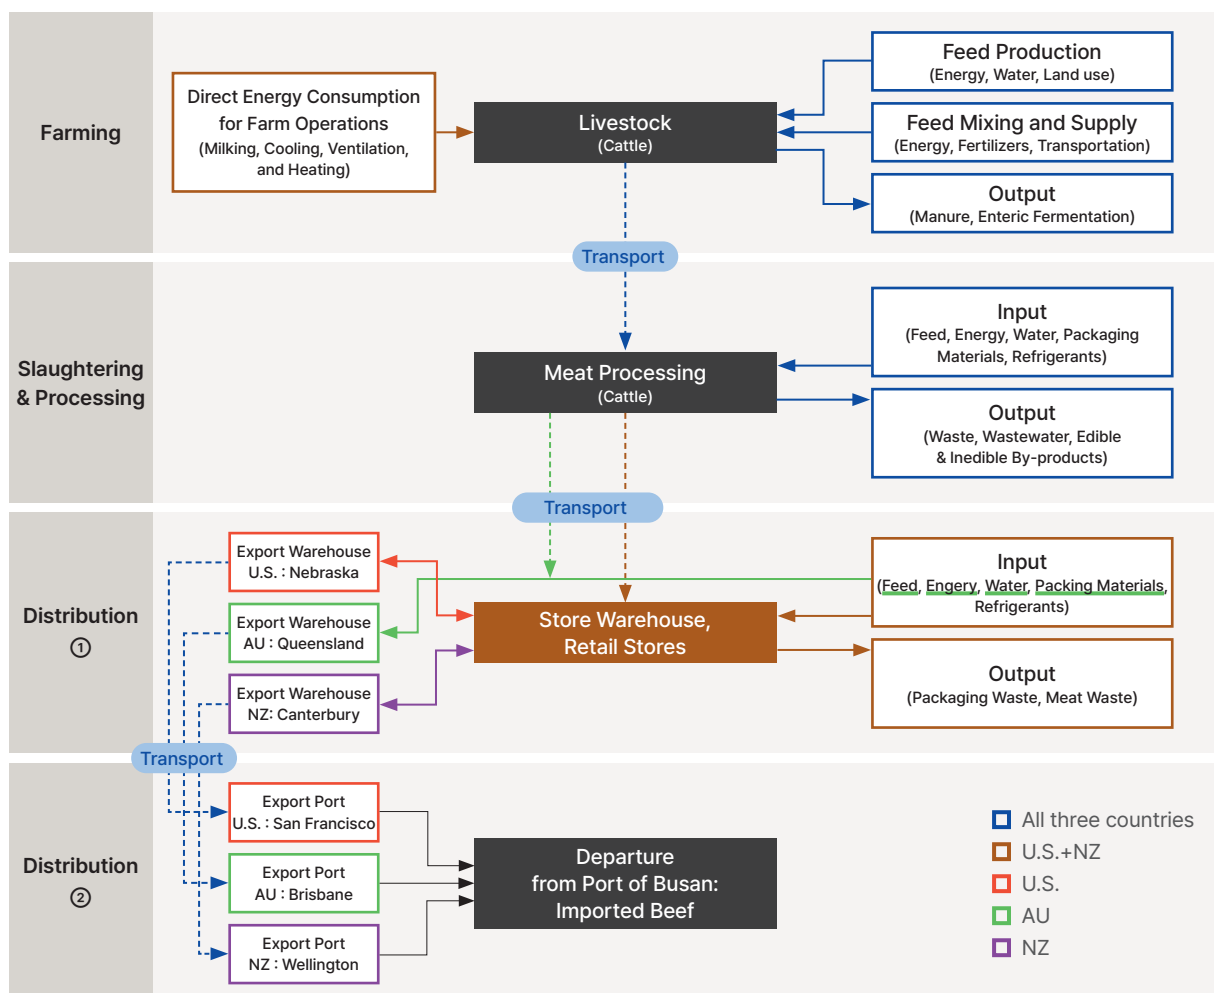 Farming
Direct Energy Consumption
for Farm Operations
(Milking, Cooling, Ventilation,
and Heating)
Livestock
(Cattle)
Feed Production
(Energy, Water, Land use)
Feed Mixing and Supply
(Energy, Fertilizers, Transportation)
Output
(Manure, Enteric Fermentation)
Transport
Slaughtering
& Processing
Meat Processing
(Cattle)
Input
(Feed, Energy, Water, Packaging
Materials, Refrigerants)
Output
(Waste, Wastewater, Edible
& Inedible By-products)
Transport
Distribution
①
Export Warehouse
U.S. : Nebraska
Export Warehouse
AU : Queensland
Export Warehouse
NZ: Canterbury
Store Warehouse,
Retail Stores
Input
(Feed, Engery, Water, Packing Materials,
Refrigerants)
Output
(Packaging Waste, Meat Waste)
Transport
Distribution
②
Export Port
U.S. : San Francisco
Export Port
AU : Brisbane
Export Port
NZ : Wellington
Departure
from Port of Busan:
Imported Beef
All three countries
U.S.+NZ
U.S.
AU
NZ